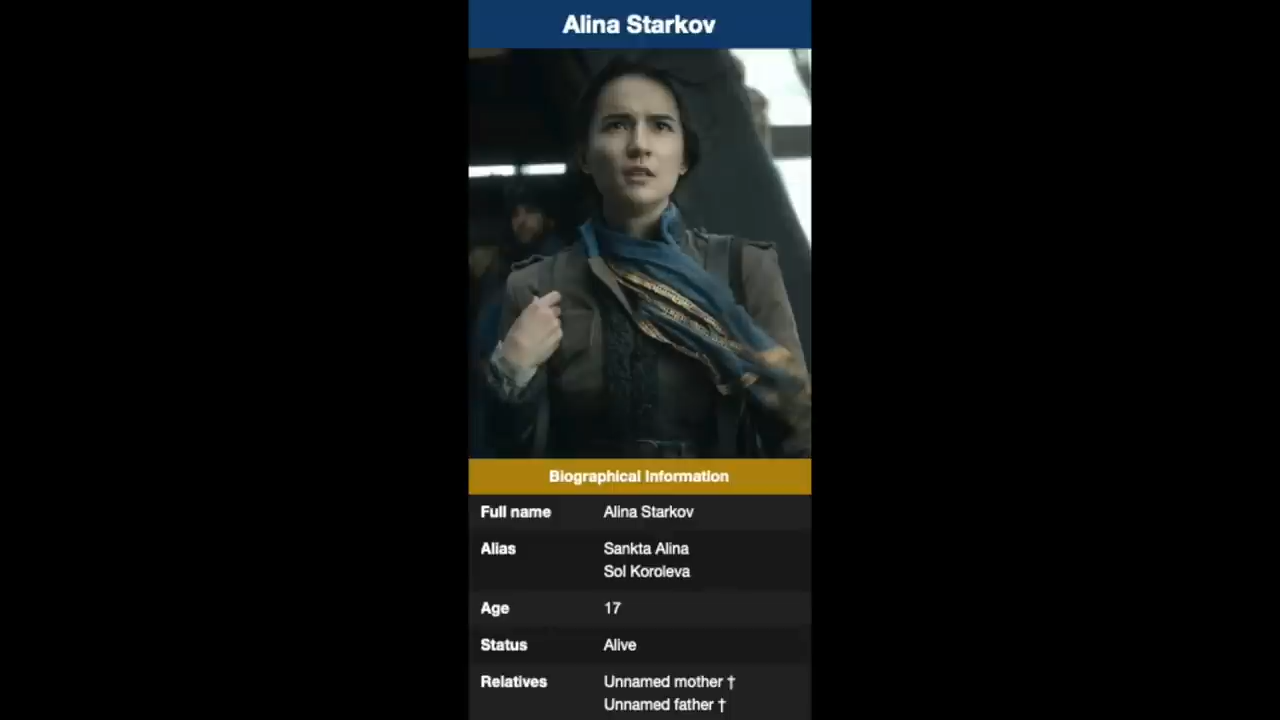 Alina Starkov
Biographical Information
Full name Alina Starkov
Alias Sankta Alina
Sol Koroleva
Age 17
Status Alive
Relatives Unnamed mother †
Unnamed father †